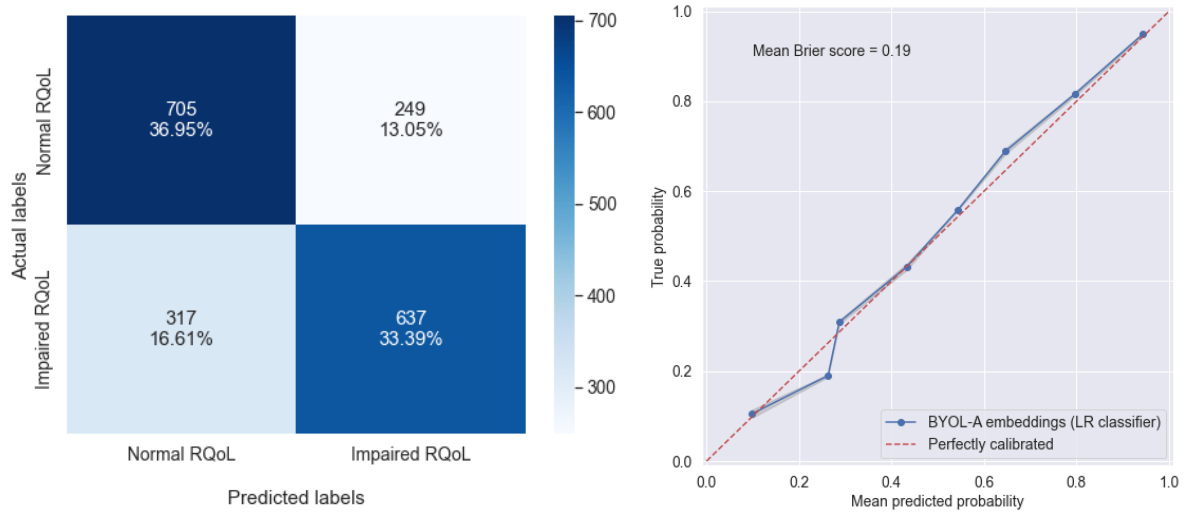 Actual labels
Normal RQoL
Impaired RQoL
705
36.95%
249
13.05%
317
16.61%
637
33.39%
Normal RQoL
Impaired RQoL
Predicted labels
700
600
500
400
300
Mean Brier score = 0.19
True probability
1.0
0.8
0.6
0.4
0.2
0.0
BYOL-A embeddings (LR classifier)
Perfectly calibrated
0.0
0.2
0.4
0.6
0.8
1.0
Mean predicted probability